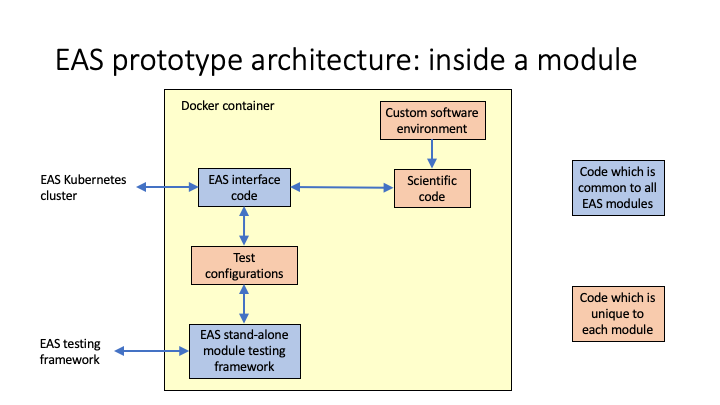 EAS prototype architecture: inside a module
Docker container
Custom software
environment
EAS Kubernetes
cluster
EAS interface
code
Scientific
code
Code which is
common to all
EAS modules
Test
configurations
Code which is
unique to
each module
EAS testing
framework
EAS stand-alone
module testing
framework